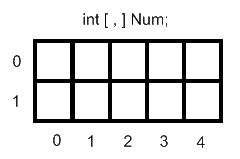 int [ , ] Num;
0
1
0 1 2 3 4